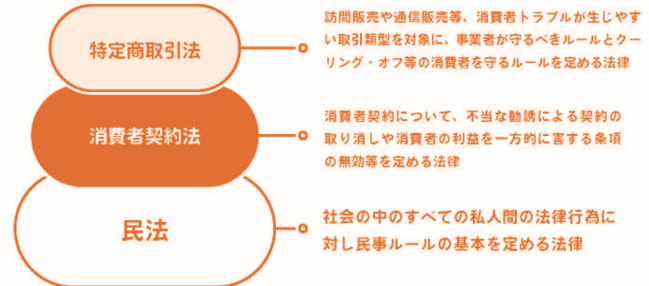 特定商取引法
訪問販売や通信販売等、消費者トラブルが生じやす
い取引類型を対象に、事業者が守るべきルールとクー
リング・オフ等の消費者を守るルールを定める法律
消費者契約法
消費者契約について、不当な勧誘による契約の
取り消しや消費者の利益を一方的に害する条項
の無効等を定める法律
民法
社会の中のすべての私人間の法律行為に
対し民事ルールの基本を定める法律